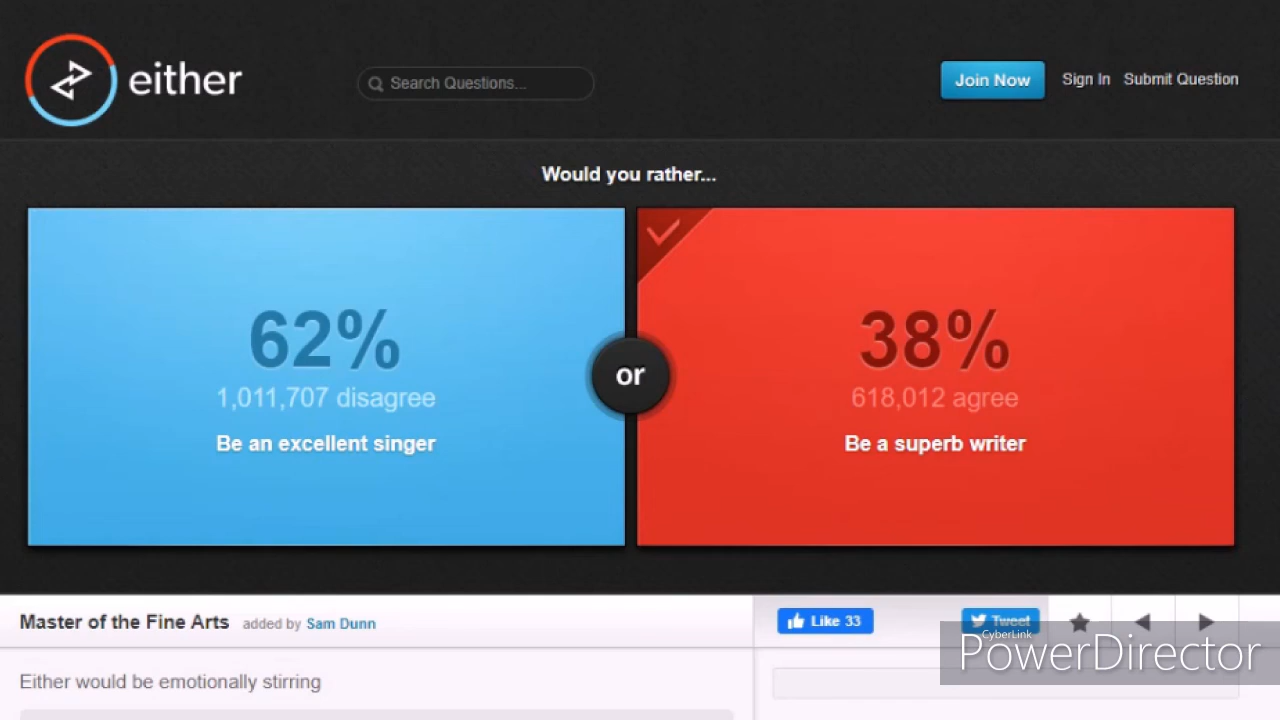 either
Search Questions...
Join Now
Sign In
Submit Question
Would you rather...
62%
1,011,707 disagree
Be an excellent singer
or
38%
618,012 agree
Be a superb writer
Master of the Fine Arts added by Sam Dunn
Like 33
Tweet
Either would be emotionally stirring
CyberLink
PowerDirector